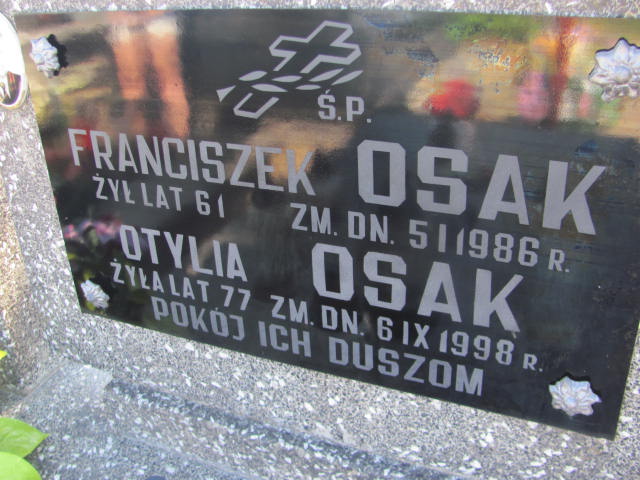 Ś.P.
FRANCISZEK OSAK
ŻYŁ LAT 61 ZM. DN. 5 I 1986 R.
OTYLIA OSAK
ŻYŁA LAT 77 ZM. DN. 6 IX 1998 R.
POKÓJ ICH DUSZOM